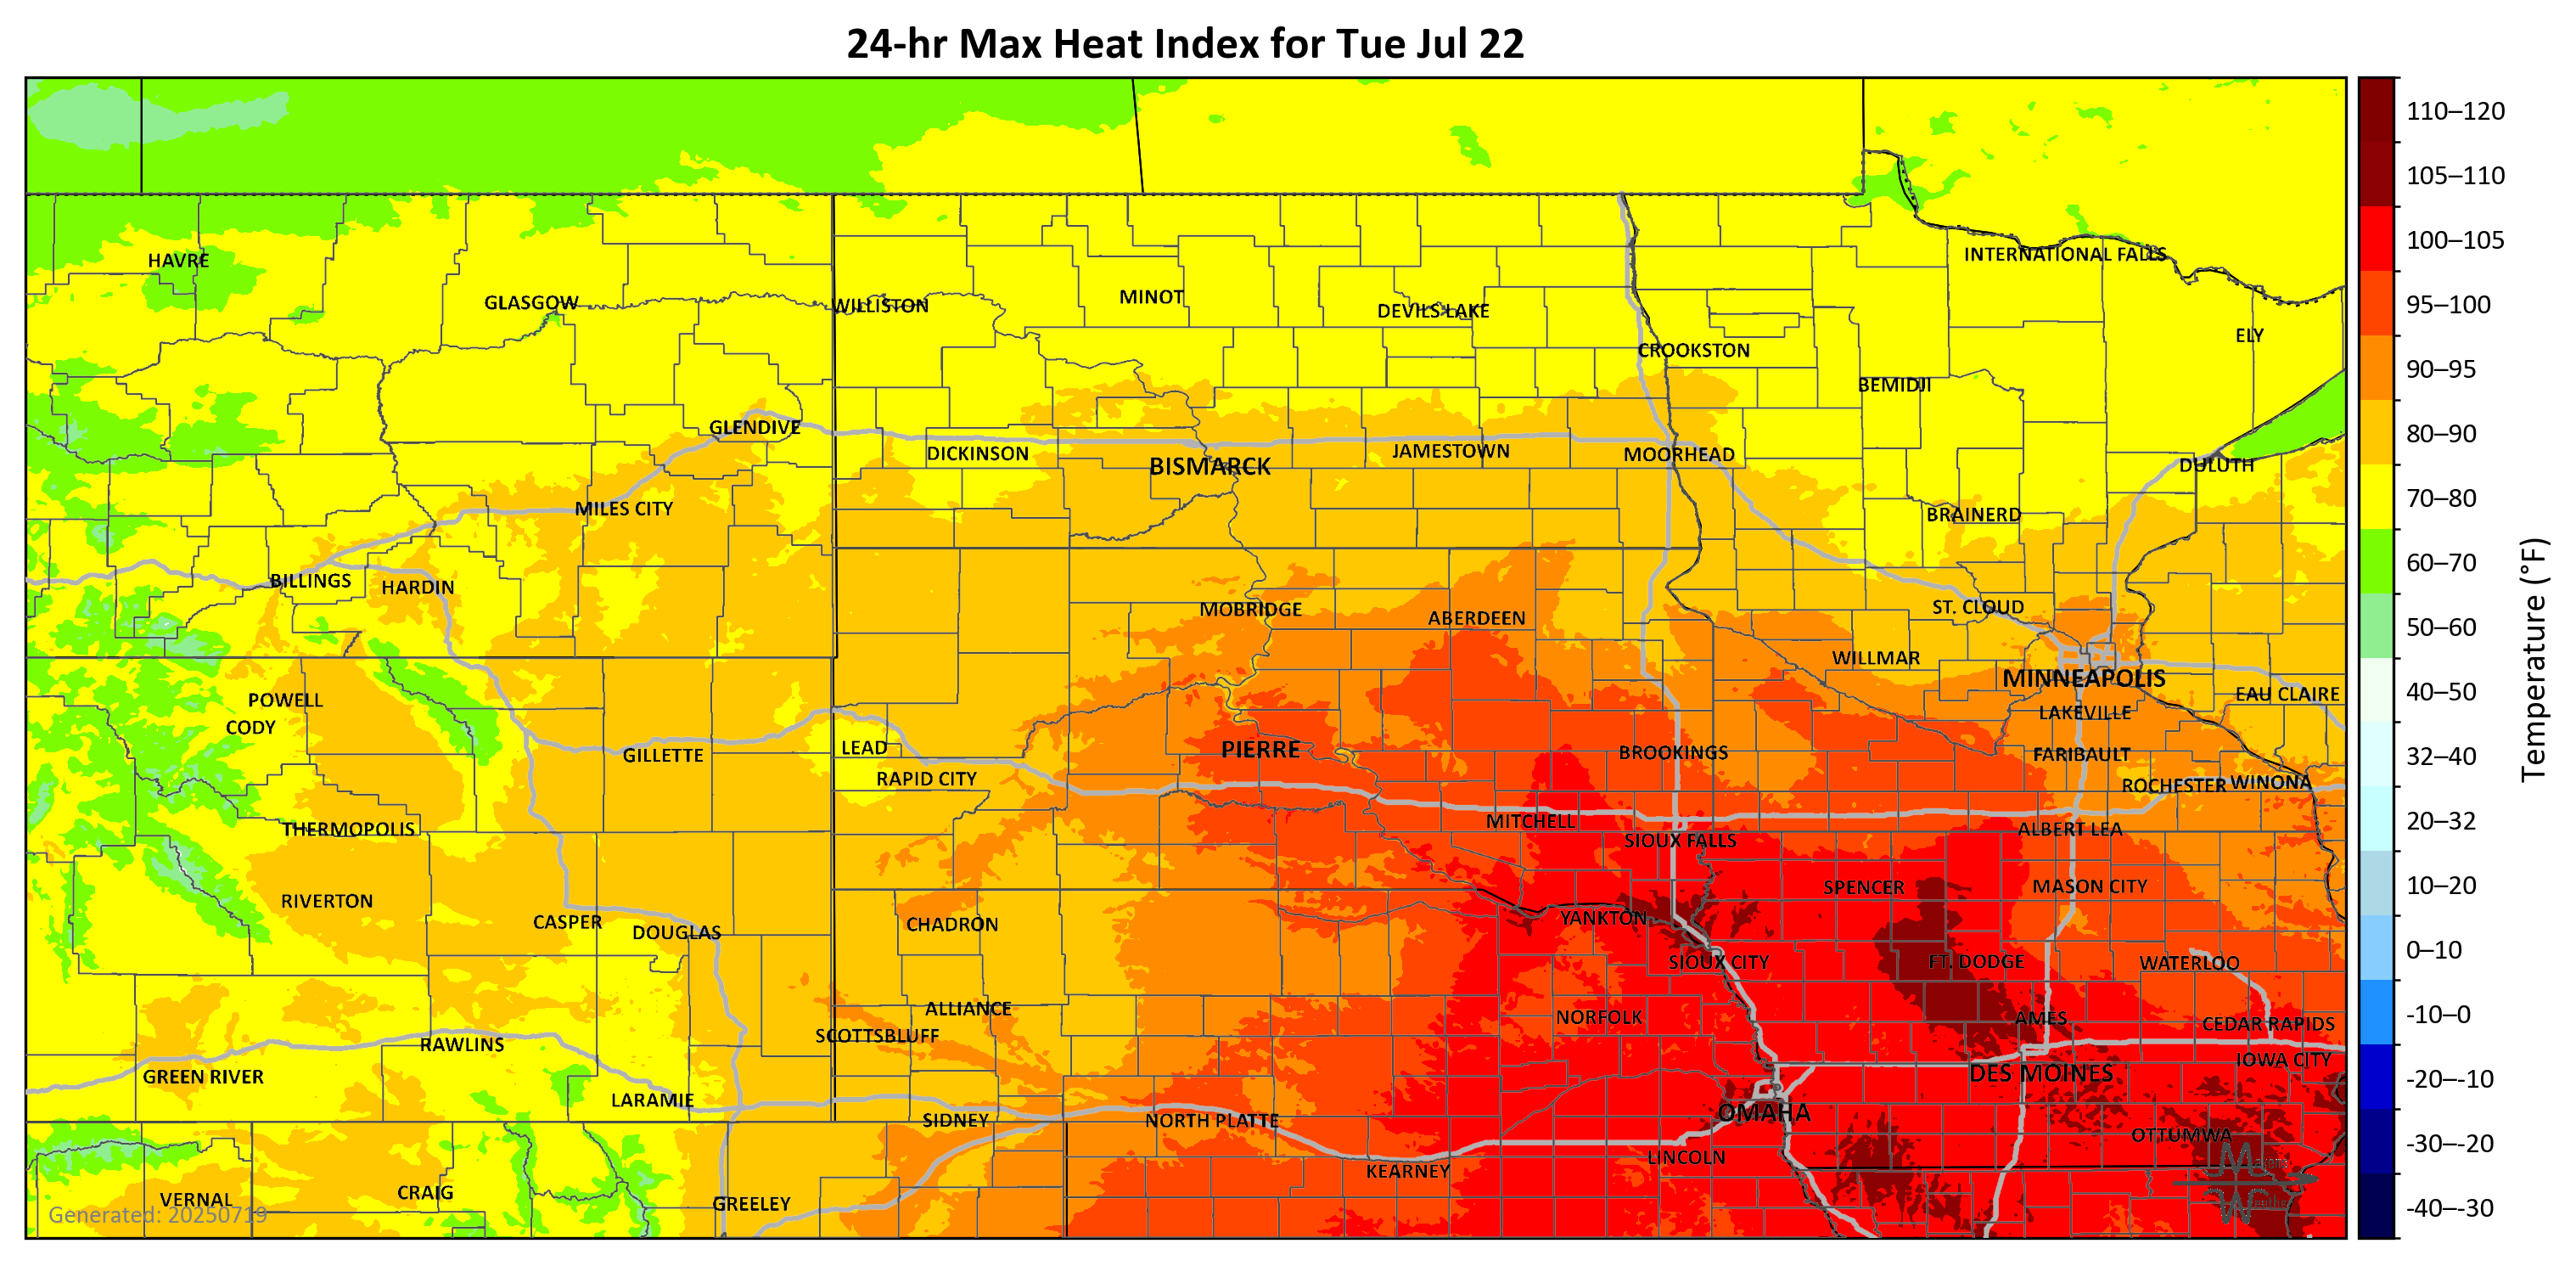 24-hr Max Heat Index for Tue Jul 22
110–120
105–110
100–105
95–100
90–95
80–90
70–80
60–70
50–60
40–50
32–40
20–32
10–20
0–10
-10–0
-20–-10
-30–-20
-40–-30
Temperature (°F)
HAVRE
INTERNATIONAL FALLS
GLASGOW
WILLISTON
MINOT
DEVILS LAKE
ELY
CROOKSTON
BEMIDJI
GLENDIVE
DICKINSON
BISMARCK
JAMESTOWN
MOORHEAD
DULUTH
MILES CITY
BRAINERD
BILLINGS
HARDIN
MOBRIDGE
ABERDEEN
ST. CLOUD
WILLMAR
MINNEAPOLIS
POWELL
EAU CLAIRE
CODY
LAKEVILLE
GILLETTE
LEAD
PIERRE
BROOKINGS
FARIBAULT
RAPID CITY
ROCHESTER
WINONA
THERMOPOLIS
MITCHELL
SIOUX FALLS
ALBERT LEA
RIVERTON
SPENCER
MASON CITY
CASPER
DOUGLAS
CHADRON
YANKTON
SIOUX CITY
FT. DODGE
WATERLOO
ALLIANCE
NORFOLK
AMES
CEDAR RAPIDS
SCOTTSBLUFF
RAWLINS
IOWA CITY
GREEN RIVER
DES MOINES
LARAMIE
SIDNEY
NORTH PLATTE
OMAHA
OTTUMWA
KEARNEY
LINCOLN
VERNAL
CRAIG
GREELEY
Generated: 20250719